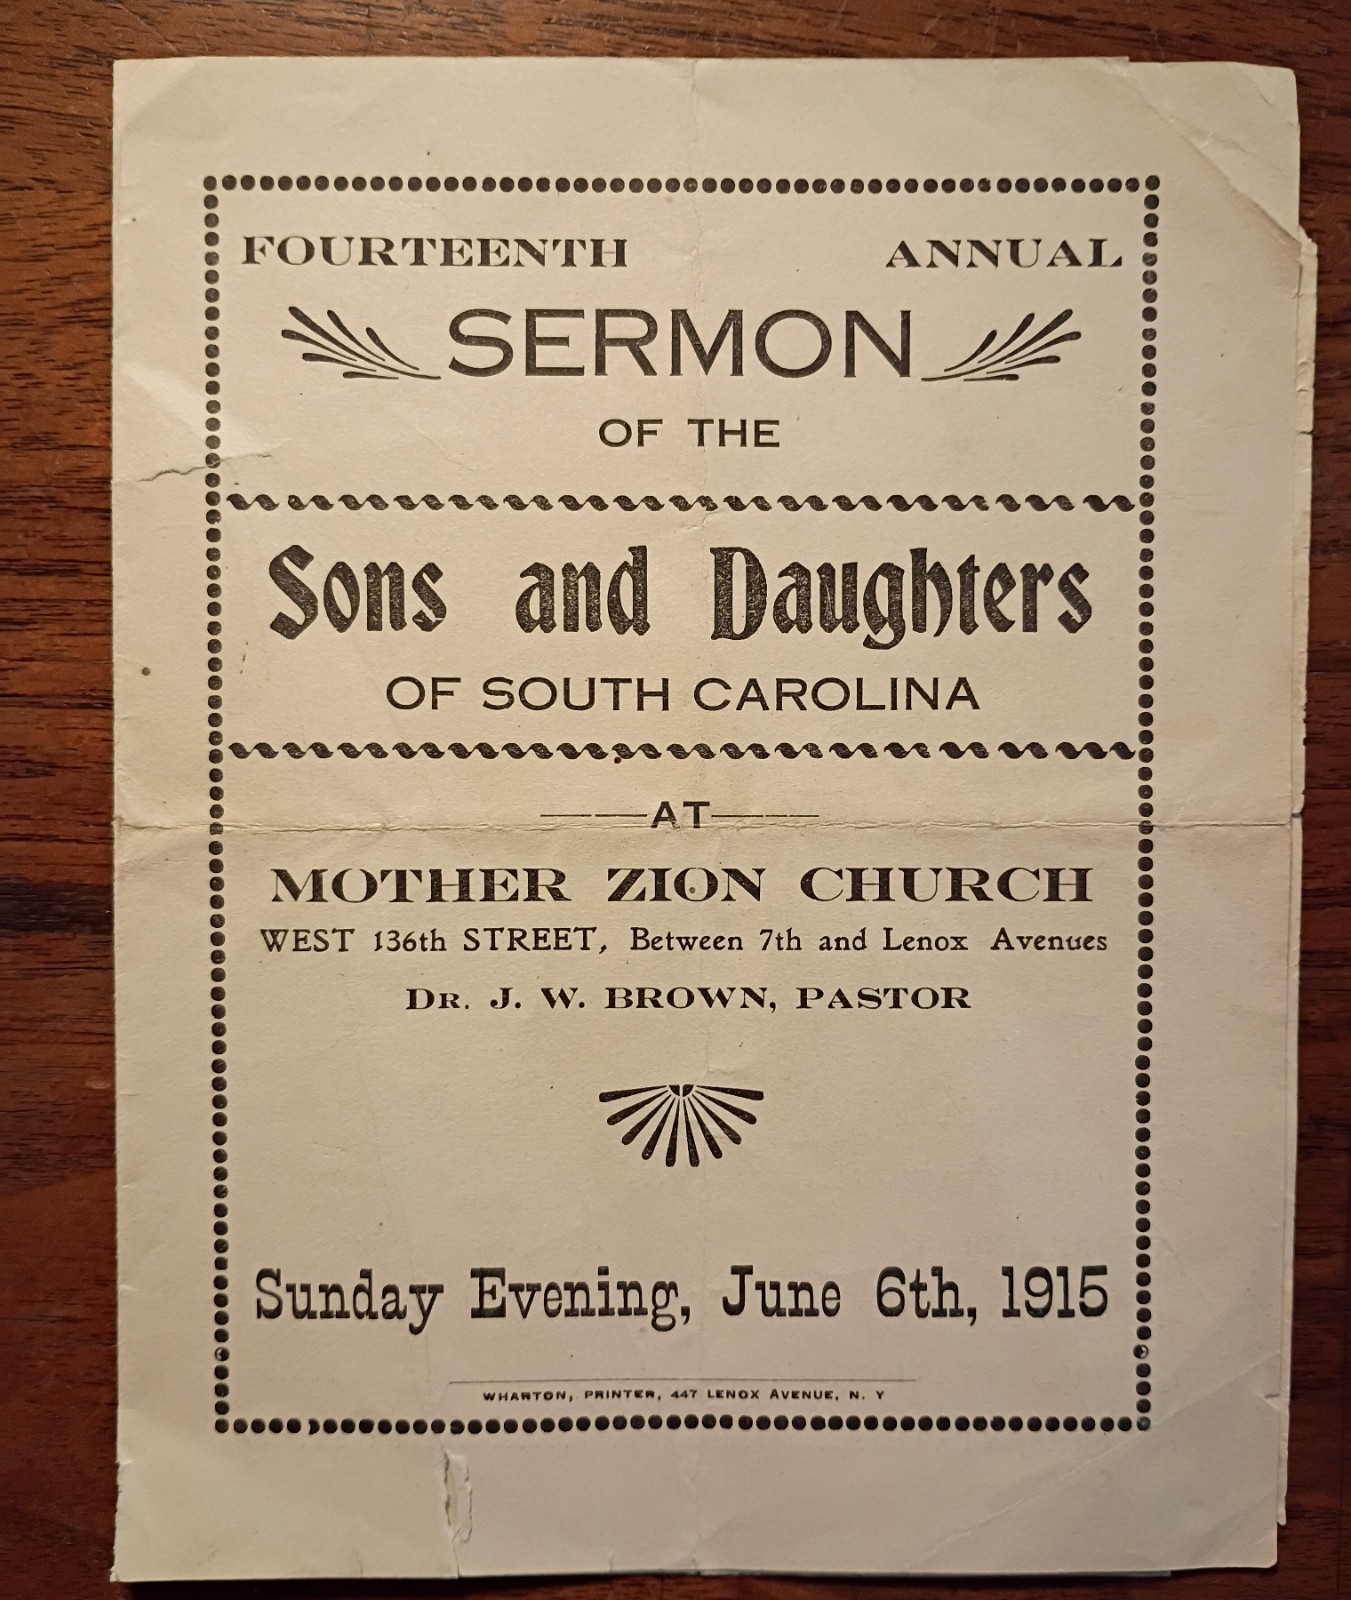 FOURTEENTH ANNUAL
SERMON
OF THE
Sons and Daughters
OF SOUTH CAROLINA
AT
MOTHER ZION CHURCH
WEST 136th STREET, Between 7th and Lenox Avenues
DR. J. W. BROWN, PASTOR
Sunday Evening, June 6th, 1915
WHARTON, PRINTER, 447 LENOX AVENUE, N. Y